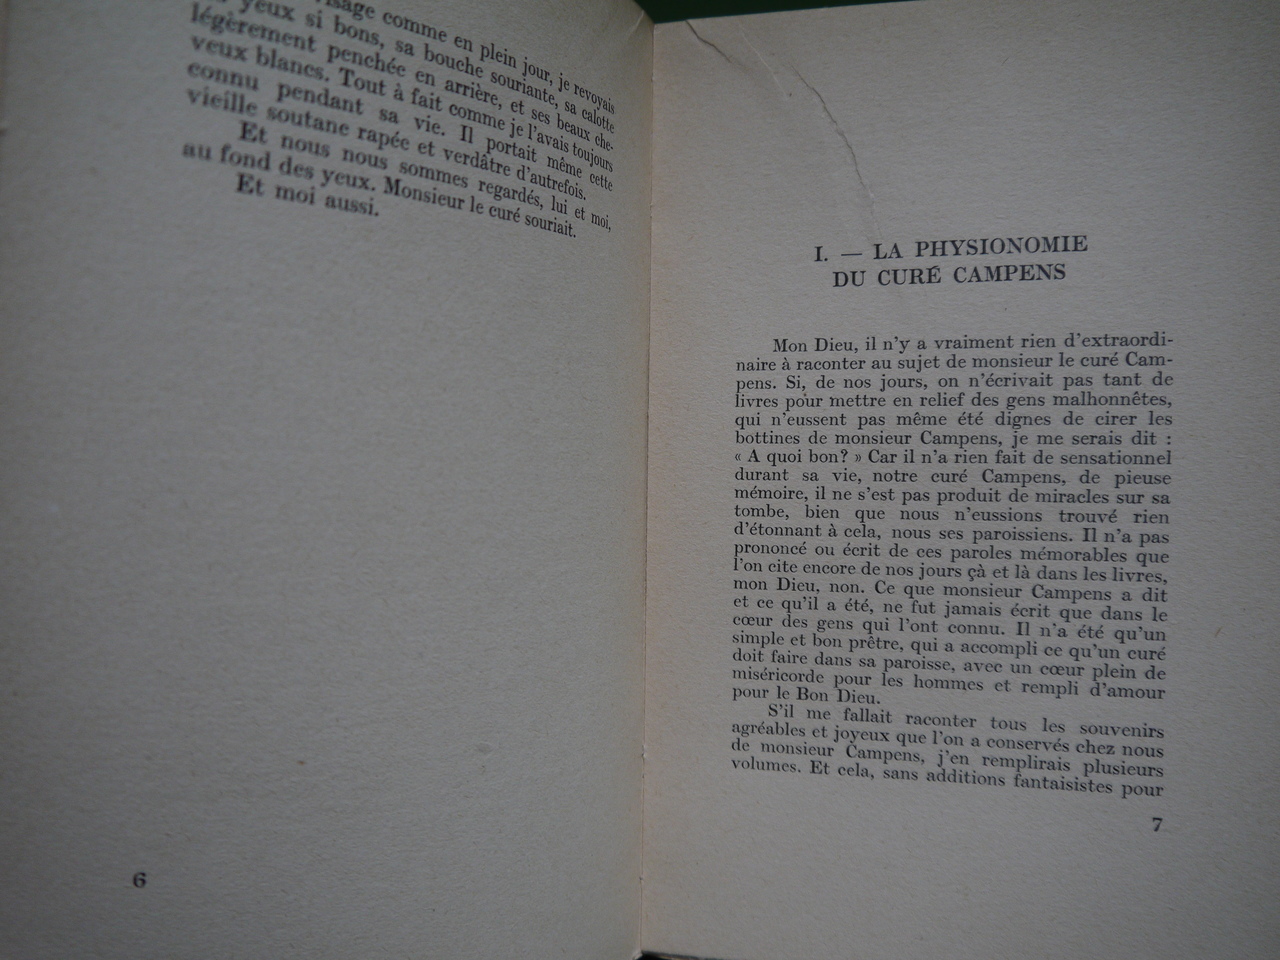 visage comme en plein jour, je revoyais
yeux si bons, sa bouche souriante, sa calotte
légèrement penchée en arrière, et ses beaux che-
veux blancs. Tout à fait comme je l'avais toujours
connu pendant sa vie. Il portait même cette
vieille soutane rapée et verdâtre d'autrefois.
Et nous nous sommes regardés, lui et moi,
au fond des yeux. Monsieur le curé souriait.
Et moi aussi.
6
I. — LA PHYSIONOMIE
DU CURÉ CAMPENS
Mon Dieu, il n'y a vraiment rien d'extraordi-
naire à raconter au sujet de monsieur le curé Cam-
pens. Si, de nos jours, on n'écrivait pas tant de
livres pour mettre en relief des gens malhonnêtes,
qui n'eussent pas même été dignes de cirer les
bottines de monsieur Campens, je me serais dit :
« A quoi bon? » Car il n'a rien fait de sensationnel
durant sa vie, notre curé Campens, de pieuse
mémoire, il ne s'est pas produit de miracles sur sa
tombe, bien que nous n'eussions trouvé rien
d'étonnant à cela, nous ses paroissiens. Il n'a pas
prononcé ou écrit de ces paroles mémorables que
l'on cite encore de nos jours çà et là dans les livres,
mon Dieu, non. Ce que monsieur Campens a dit
et ce qu'il a été, ne fut jamais écrit que dans le
cœur des gens qui l'ont connu. Il n'a été qu'un
simple et bon prêtre, qui a accompli ce qu'un curé
doit faire dans sa paroisse, avec un cœur plein de
miséricorde pour les hommes et rempli d'amour
pour le Bon Dieu.
S'il me fallait raconter tous les souvenirs
agréables et joyeux que l'on a conservés chez nous
de monsieur Campens, j'en remplirais plusieurs
volumes. Et cela, sans additions fantaisistes pour
7